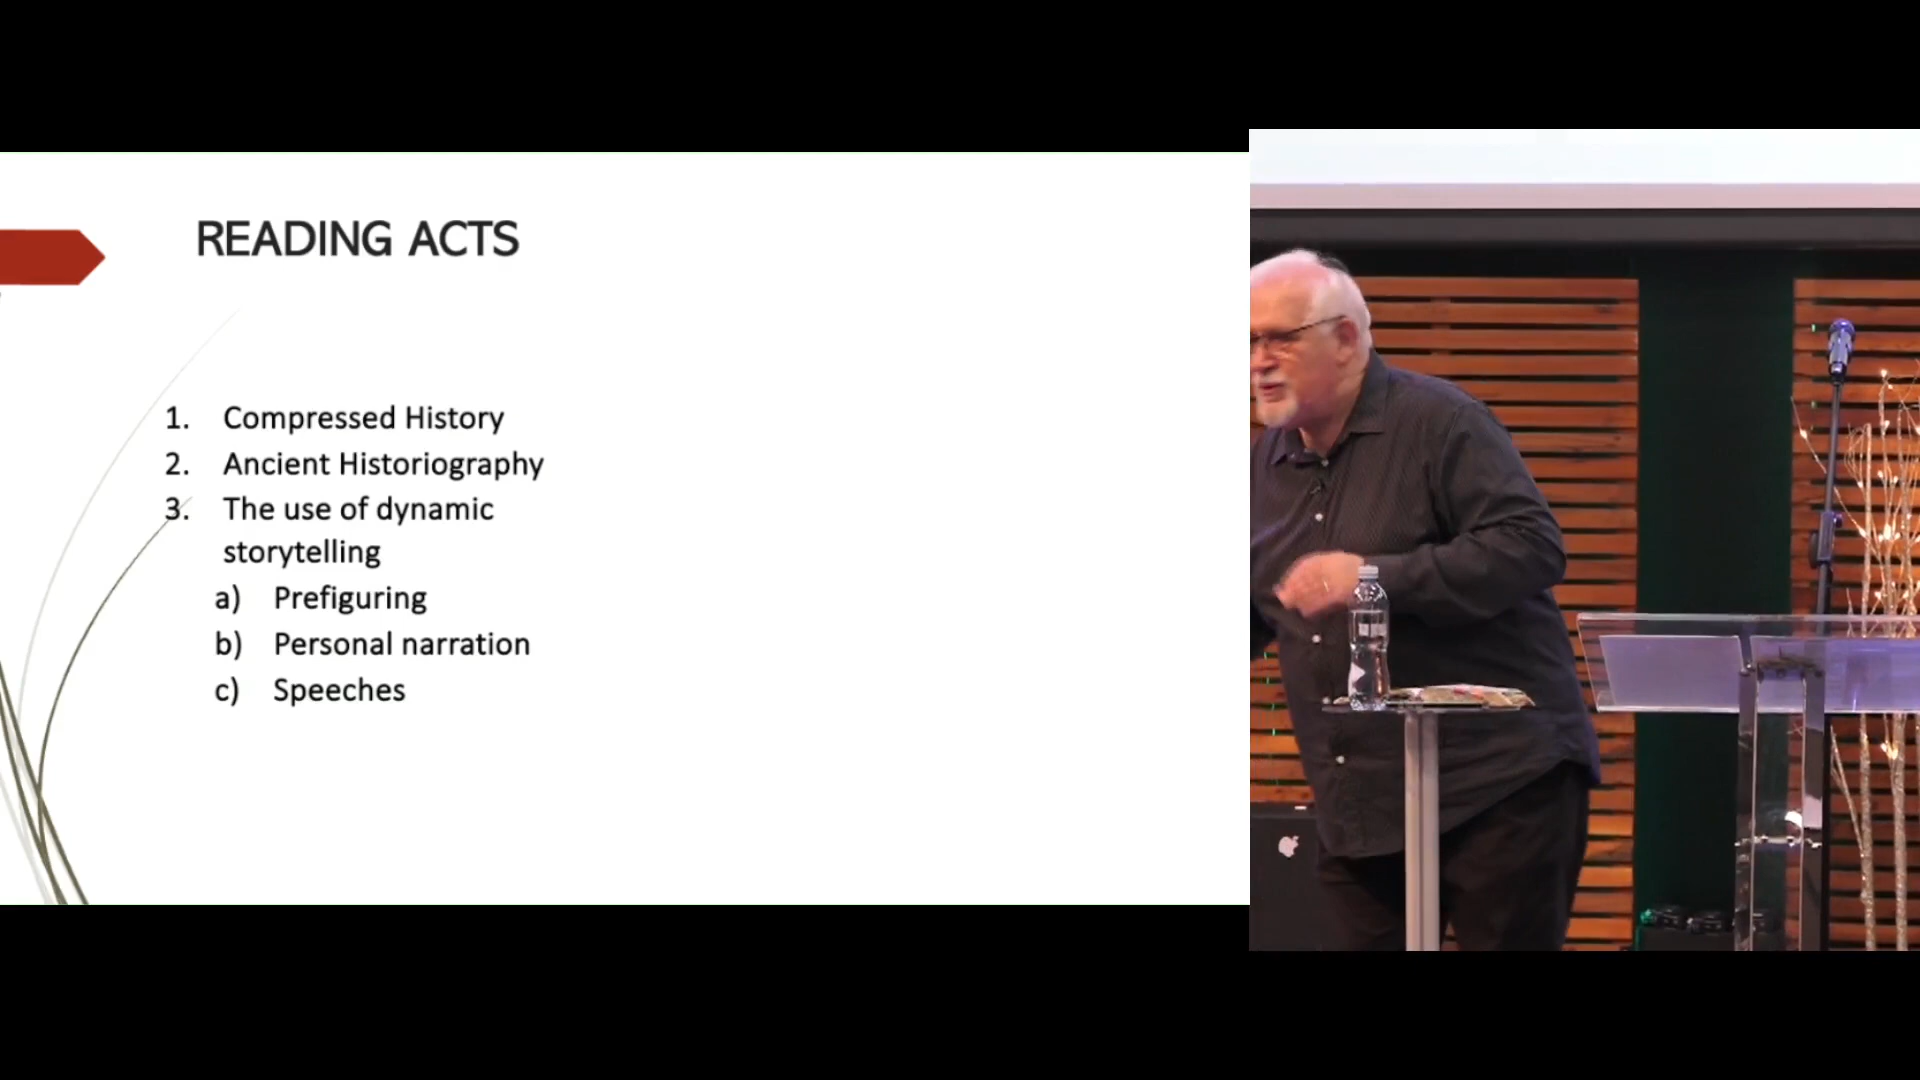 READING ACTS
1. Compressed History
2. Ancient Historiography
3. The use of dynamic
storytelling
a) Prefiguring
b) Personal narration
c) Speeches